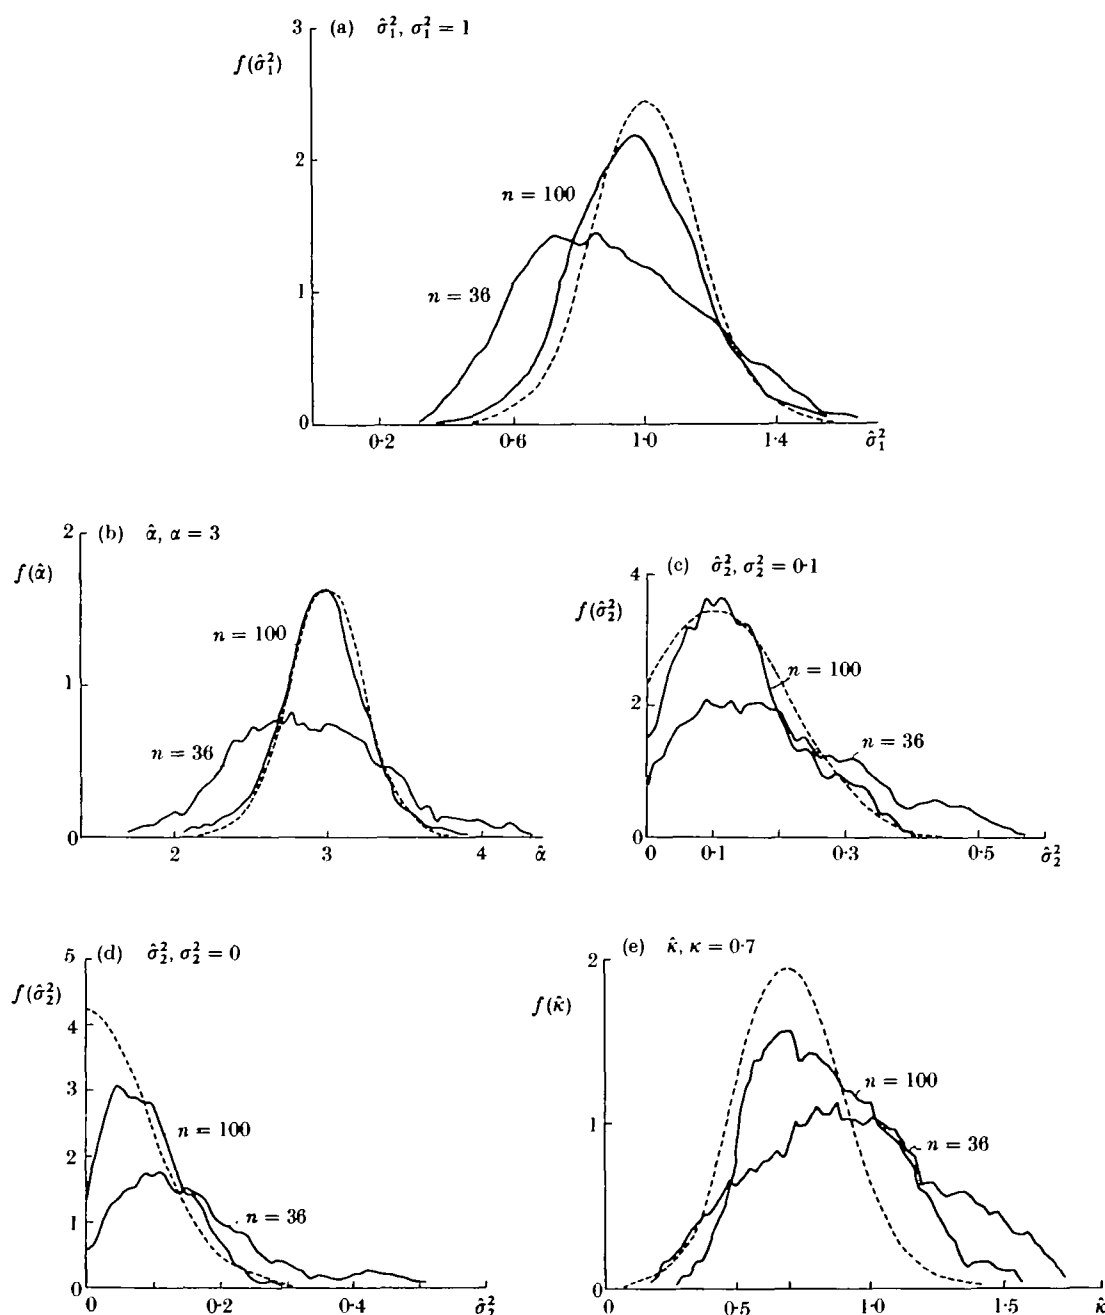 (a) σ̂₁², σ₁² = 1
f(σ̂₁²)
3
2
1
0
n = 100
n = 36
0·2 0·6 1·0 1·4 σ̂₁²
(b) α̂, α = 3
f(α̂)
2
1
0
n = 100
n = 36
2 3 4 α̂
(c) σ̂₂², σ₂² = 0·1
f(σ̂₂²)
4
2
0
n = 100
n = 36
0 0·1 0·3 0·5 σ̂₂²
(d) σ̂₂², σ₂² = 0
f(σ̂₂²)
5
4
3
2
1
0
n = 100
n = 36
0 0·2 0·4 σ̂₂²
(e) κ̂, κ = 0·7
f(κ̂)
2
1
0
n = 100
n = 36
0·5 1·0 1·5 κ̂